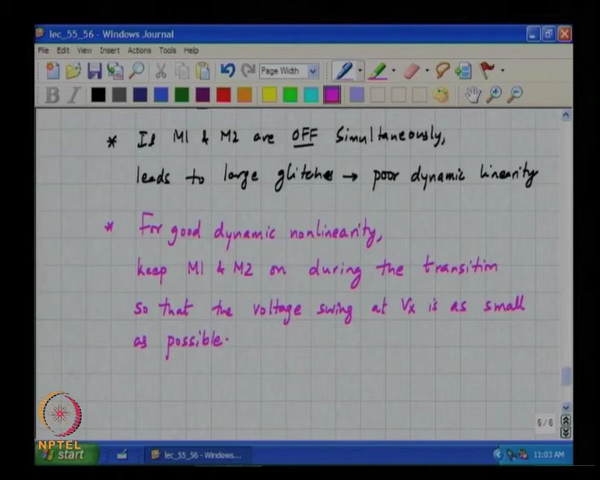 lec_55_56 - Windows Journal
File Edit View Insert Actions Tools Help
Page Width
* If M1 & M2 are OFF simultaneously,
leads to large glitches → poor dynamic linearity
* For good dynamic nonlinearity,
keep M1 & M2 on during the transition
so that the voltage swing at Vx is as small
as possible.
6/6
NPTEL
start
lec_55_56 - Windows...
11:03 AM